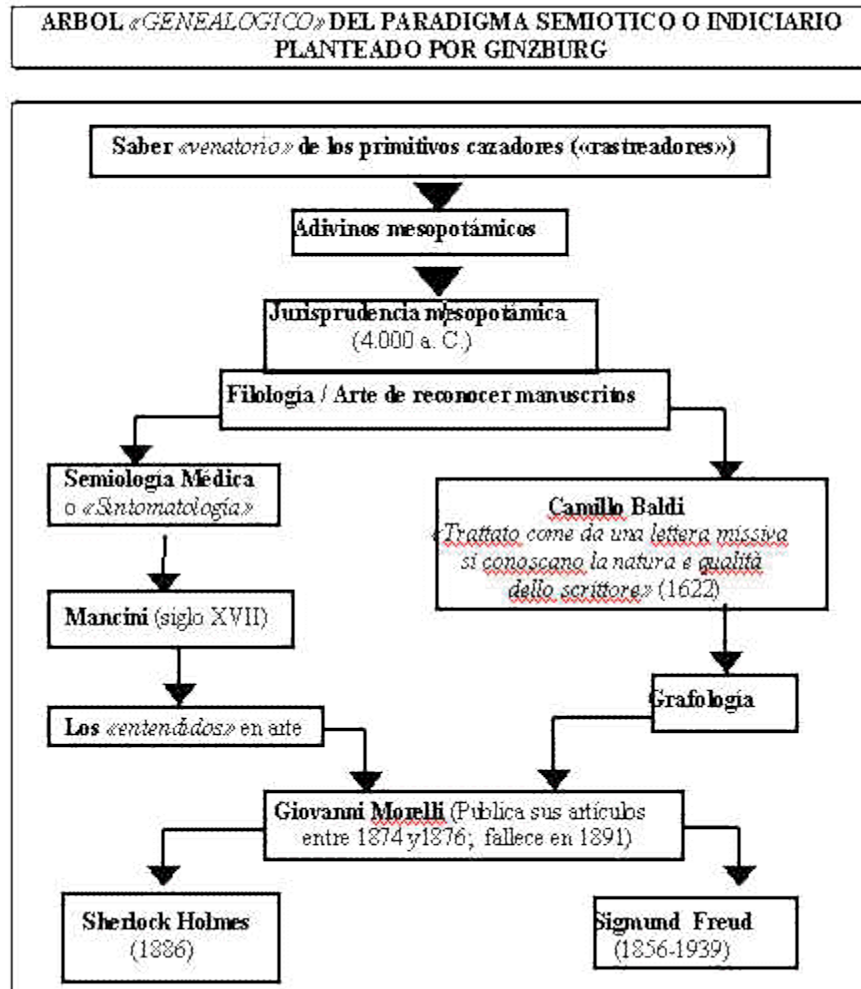 ARBOL «GENEALOGICO» DEL PARADIGMA SEMIOTICO O INDICIARIO
PLANTEADO POR GINZBURG
Saber «venatorio» de los primitivos cazadores («rastreadores»)
Adivinos mesopotámicos
Jurisprudencia mesopotámica
(4.000 a. C.)
Filología / Arte de reconocer manuscritos
Semiología Médica
o «Sintomatología»
Camillo Baldi
«Trattato come da una lettera missiva
si conoscano la natura e qualità
dello scrittore» (1622)
Mancini (siglo XVII)
Grafología
Los «entendidos» en arte
Giovanni Morelli (Publica sus artículos
entre 1874 y1876; fallece en 1891)
Sherlock Holmes
(1886)
Sigmund Freud
(1856-1939)